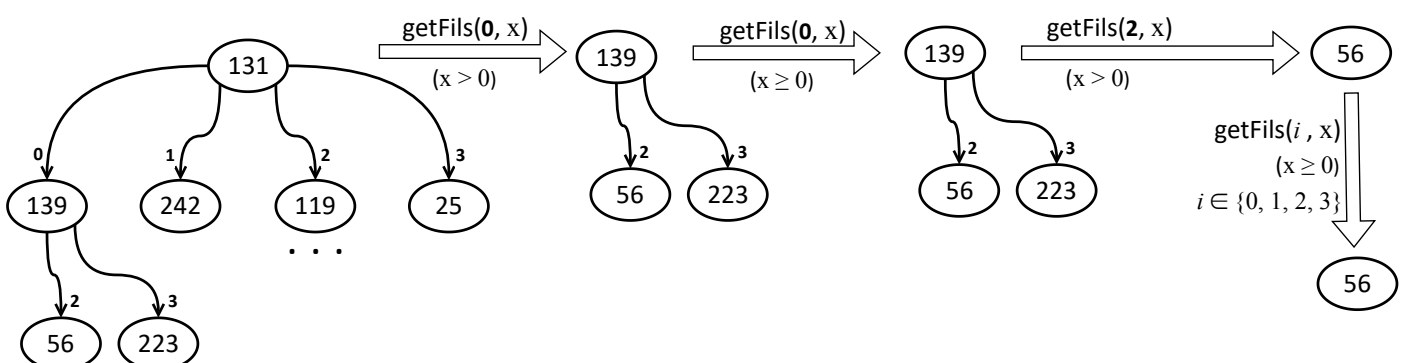 getFils(0, x)
(x > 0)
getFils(0, x)
(x ≥ 0)
getFils(2, x)
(x > 0)
131
139
139
56
0
1
2
3
2
3
2
3
139
242
119
25
56
223
56
223
. . .
getFils(i , x)
(x ≥ 0)
i ∈ {0, 1, 2, 3}
2
3
56
223
56